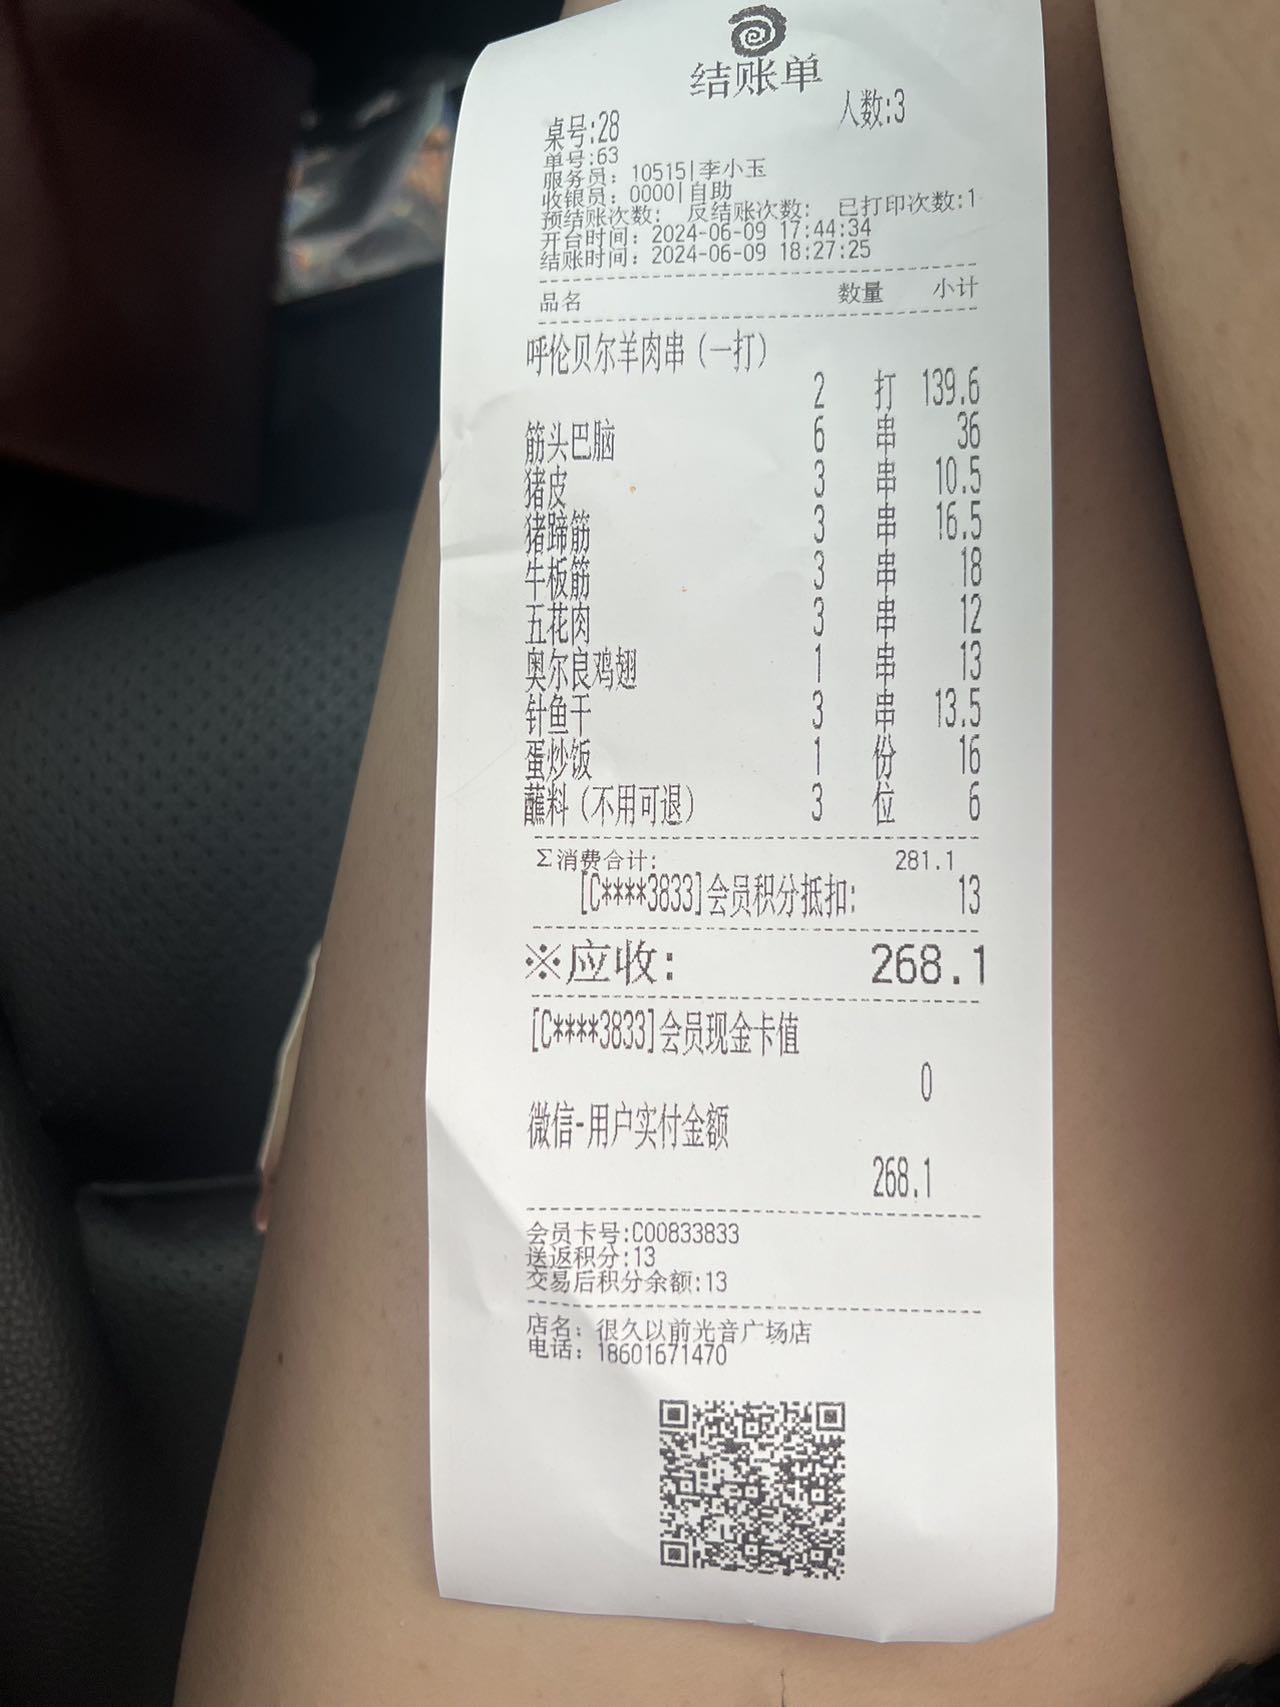 结账单
桌号:28 人数:3
单号:63
服务员: 10515|李小玉
收银员: 0000|自助
预结账次数: 反结账次数: 已打印次数:1
开台时间: 2024-06-09 17:44:34
结账时间: 2024-06-09 18:27:25
品名 数量 小计
呼伦贝尔羊肉串(一打)
2 打 139.6
筋头巴脑 6 串 36
猪皮 3 串 10.5
猪蹄筋 3 串 16.5
牛板筋 3 串 18
五花肉 3 串 12
奥尔良鸡翅 1 串 13
针鱼干 3 串 13.5
蛋炒饭 1 份 16
蘸料(不用可退) 3 位 6
Σ消费合计: 281.1
[C****3833]会员积分抵扣: 13
※应收: 268.1
[C****3833]会员现金卡值
0
微信-用户实付金额
268.1
会员卡号:C00833833
送返积分:13
交易后积分余额:13
店名: 很久以前光音广场店
电话: 18601671470